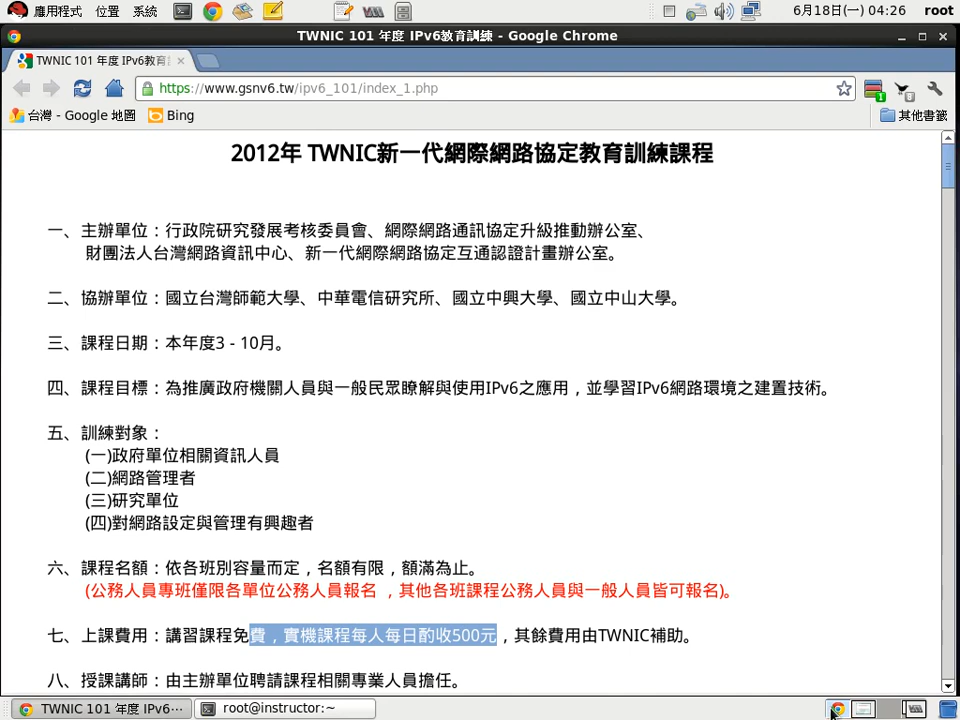 應用程式 位置 系統 6月18日(一) 04:26 root
TWNIC 101 年度 IPv6教育訓練 - Google Chrome
TWNIC 101 年度 IPv6教育訓
https://www.gsnv6.tw/ipv6_101/index_1.php
台灣 - Google 地圖 Bing 其他書籤
2012年 TWNIC新一代網際網路協定教育訓練課程
一、主辦單位：行政院研究發展考核委員會、網際網路通訊協定升級推動辦公室、
財團法人台灣網路資訊中心、新一代網際網路協定互通認證計畫辦公室。
二、協辦單位：國立台灣師範大學、中華電信研究所、國立中興大學、國立中山大學。
三、課程日期：本年度3 - 10月。
四、課程目標：為推廣政府機關人員與一般民眾瞭解與使用IPv6之應用，並學習IPv6網路環境之建置技術。
五、訓練對象：
(一)政府單位相關資訊人員
(二)網路管理者
(三)研究單位
(四)對網路設定與管理有興趣者
六、課程名額：依各班別容量而定，名額有限，額滿為止。
(公務人員專班僅限各單位公務人員報名 ，其他各班課程公務人員與一般人員皆可報名)。
七、上課費用：講習課程免費，實機課程每人每日酌收500元，其餘費用由TWNIC補助。
八、授課講師：由主辦單位聘請課程相關專業人員擔任。
TWNIC 101 年度 IPv6··· root@instructor:~